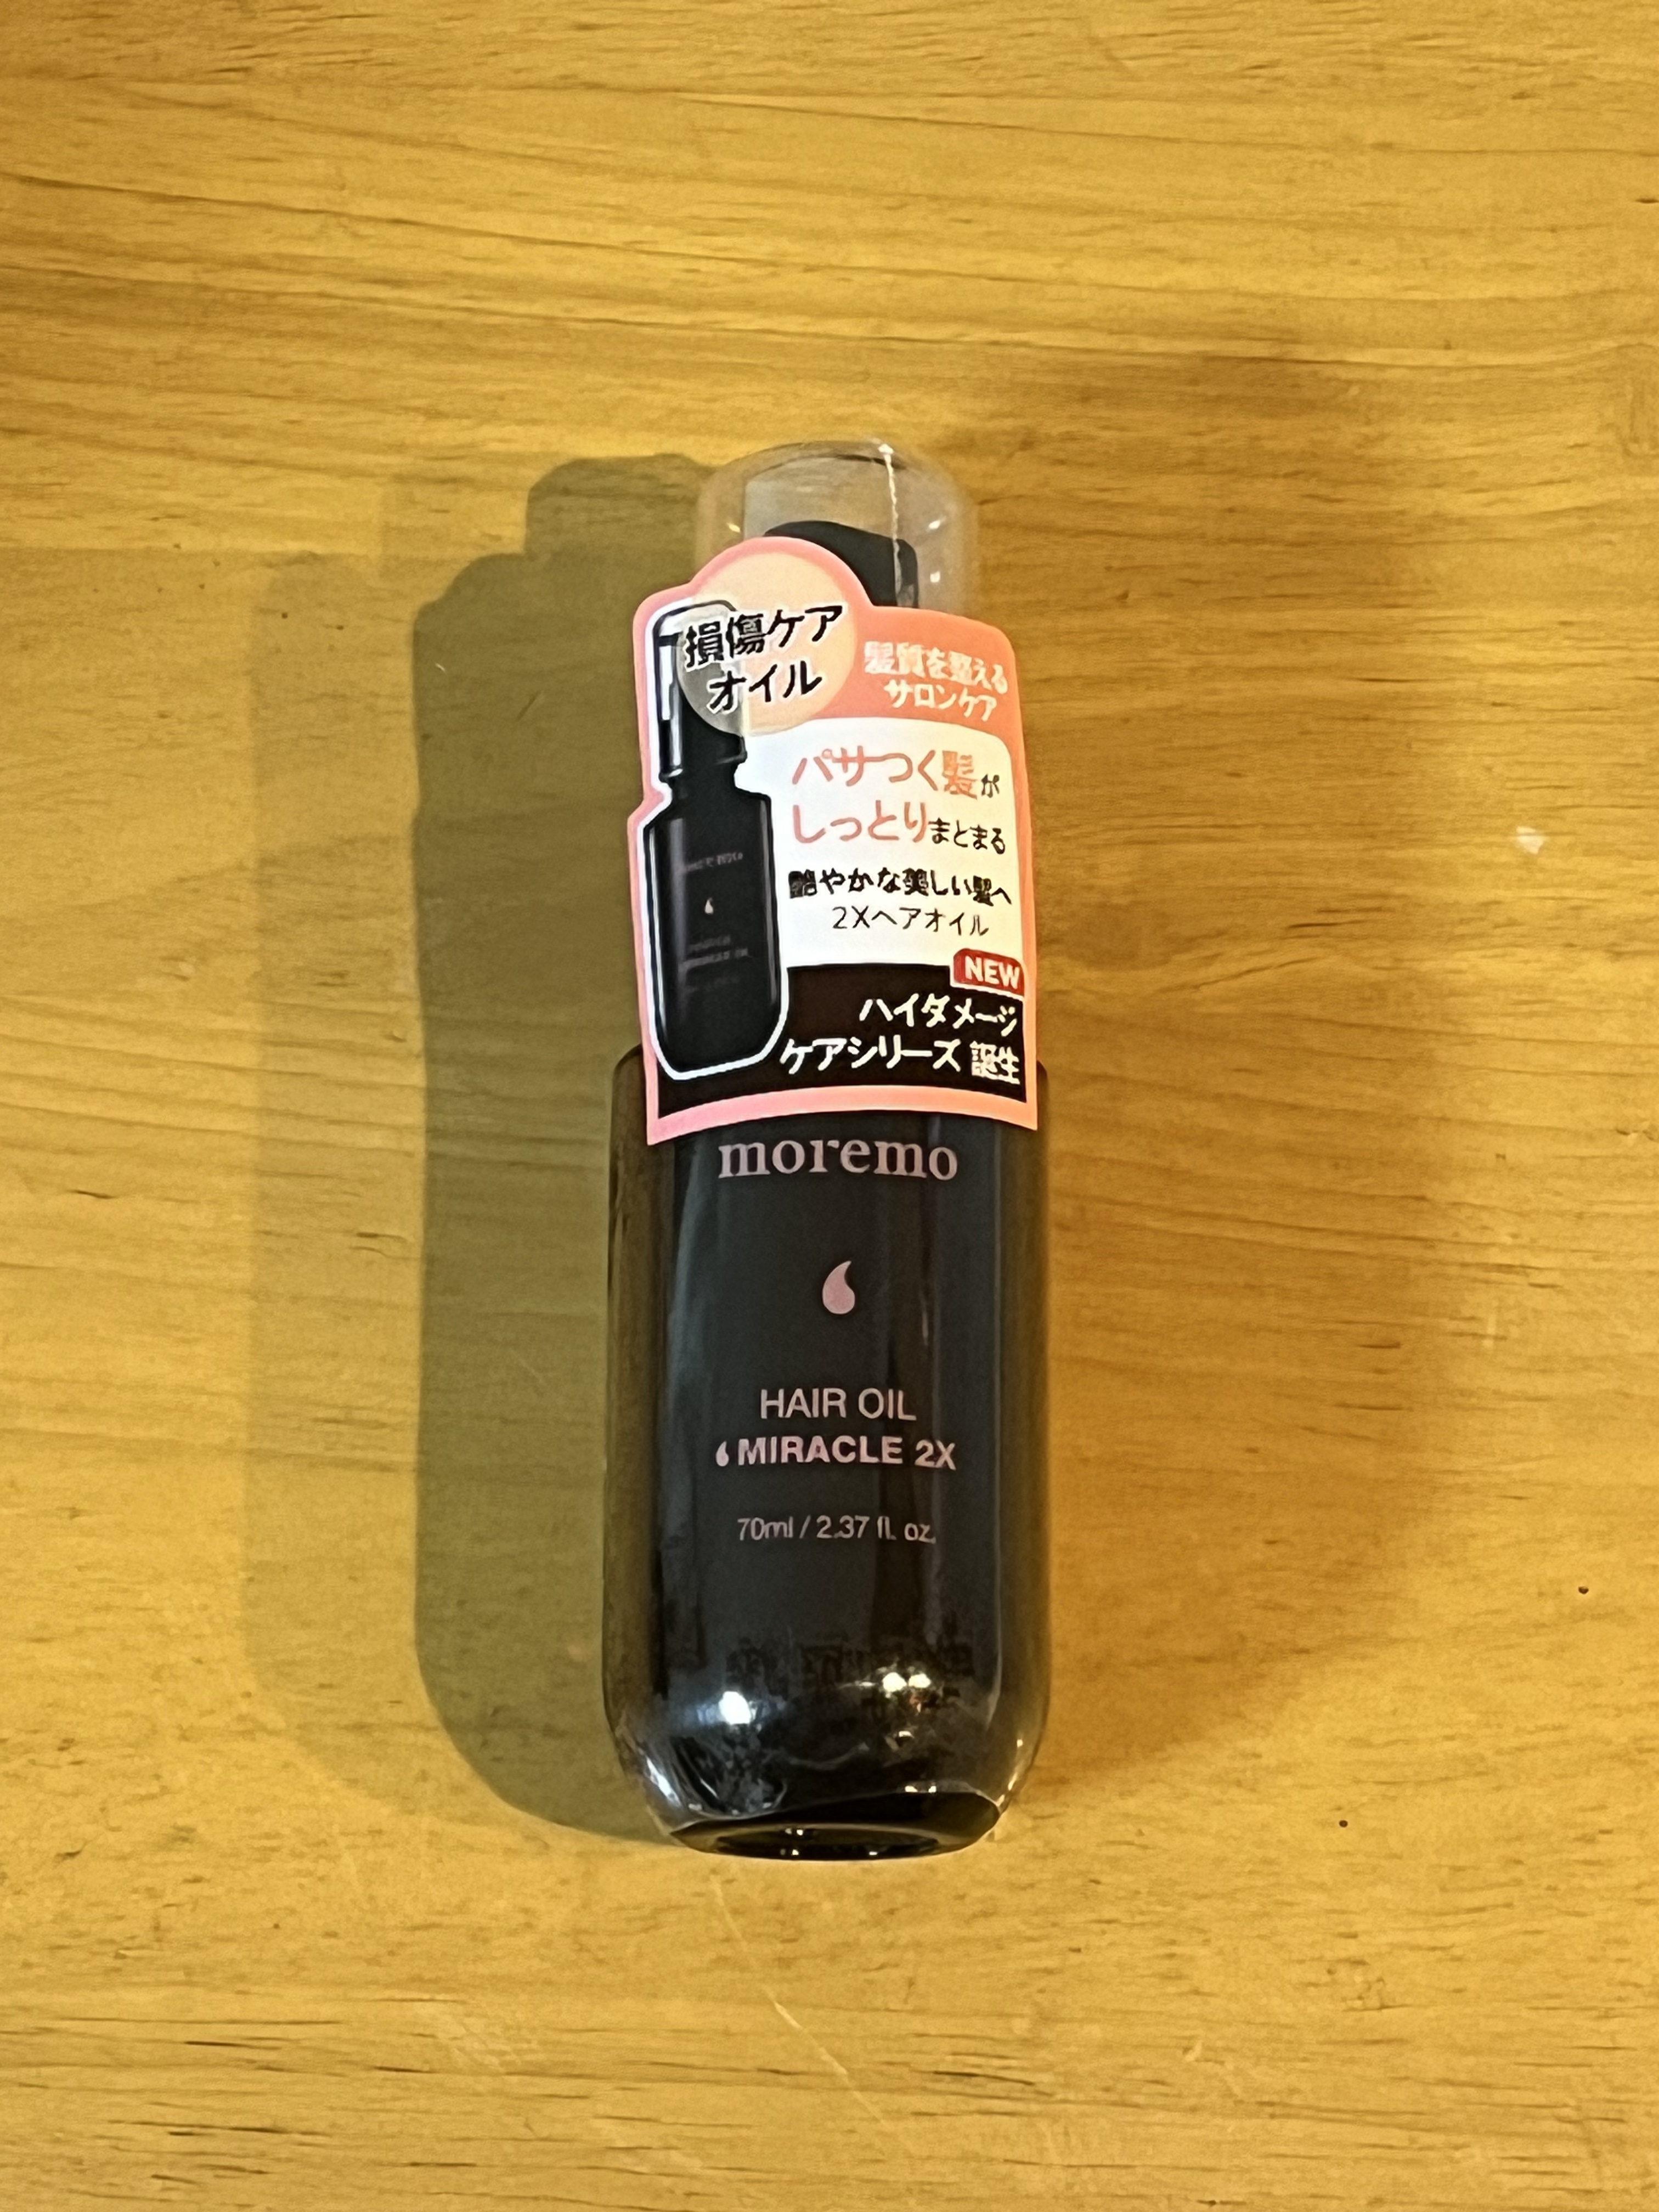 損傷ケア
オイル
髪質を整える
サロンケア
パサつく髪が
しっとりまとまる
艶やかな美しい髪へ
2Xヘアオイル
NEW
ハイダメージ
ケアシリーズ 誕生
moremo
HAIR OIL
MIRACLE 2X
70ml / 2.37 fl. oz.